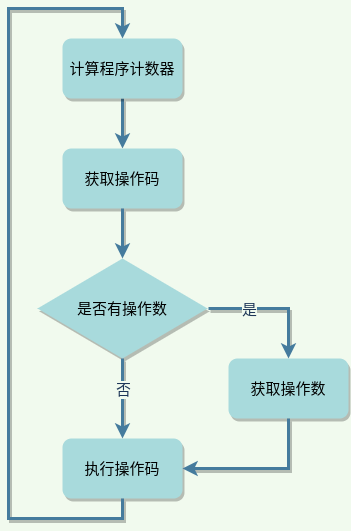 计算程序计数器
获取操作码
是否有操作数
是
否
获取操作数
执行操作码